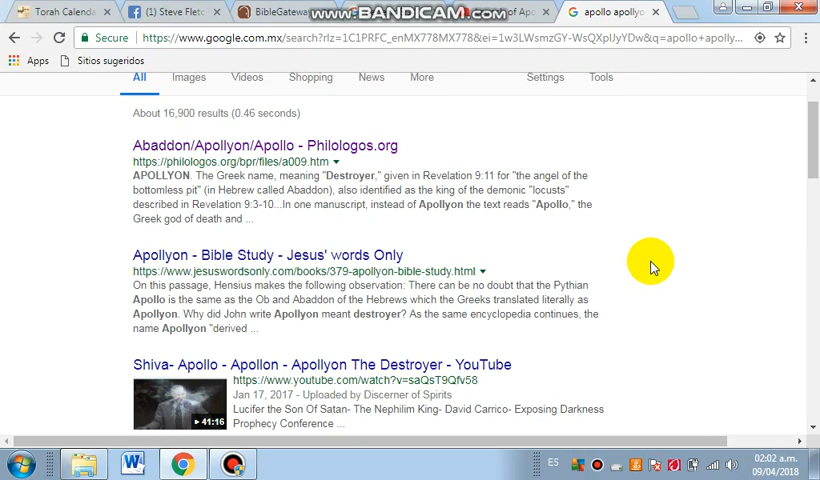 Torah Calenda
(1) Steve Flet
BibleGatewa
www.BANDICAM.com
of Ap
apollo apolly
Secure
https://www.google.com.mx/search?rlz=1C1PRFC_enMX778MX778&ei=1w3LWsmzGY-WsQXpIJyYDw&q=apollo+apolly...
Apps
Sitios sugeridos
All Images Videos Shopping News More Settings Tools
About 16,900 results (0.46 seconds)
Abaddon/Apollyon/Apollo - Philologos.org
https://philologos.org/bpr/files/a009.htm
APOLLYON. The Greek name, meaning "Destroyer," given in Revelation 9:11 for "the angel of the
bottomless pit" (in Hebrew called Abaddon), also identified as the king of the demonic "locusts"
described in Revelation 9:3-10...In one manuscript, instead of Apollyon the text reads "Apollo," the
Greek god of death and ...
Apollyon - Bible Study - Jesus' words Only
https://www.jesuswordsonly.com/books/379-apollyon-bible-study.html
On this passage, Hensius makes the following observation: There can be no doubt that the Pythian
Apollo is the same as the Ob and Abaddon of the Hebrews which the Greeks translated literally as
Apollyon. Why did John write Apollyon meant destroyer? As the same encyclopedia continues, the
name Apollyon "derived ...
Shiva- Apollo - Apollon - Apollyon The Destroyer - YouTube
https://www.youtube.com/watch?v=saQsT9Qfv58
Jan 17, 2017 - Uploaded by Discerner of Spirits
Lucifer the Son Of Satan- The Nephilim King- David Carrico- Exposing Darkness
Prophecy Conference ...
41:16
ES
02:02 a.m.
09/04/2018